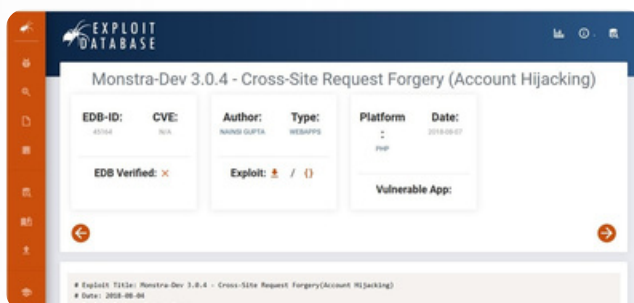 EXPLOIT
DATABASE
Monstra-Dev 3.0.4 - Cross-Site Request Forgery (Account Hijacking)
EDB-ID:
45164
CVE:
N/A
EDB Verified: ×
Author:
NAINSI GUPTA
Type:
WEBAPPS
Exploit: / {}
Platform
:
PHP
Date:
2018-08-07
Vulnerable App:
# Exploit Title: Monstra-Dev 3.0.4 - Cross-Site Request Forgery(Account Hijacking)
# Date: 2018-08-04